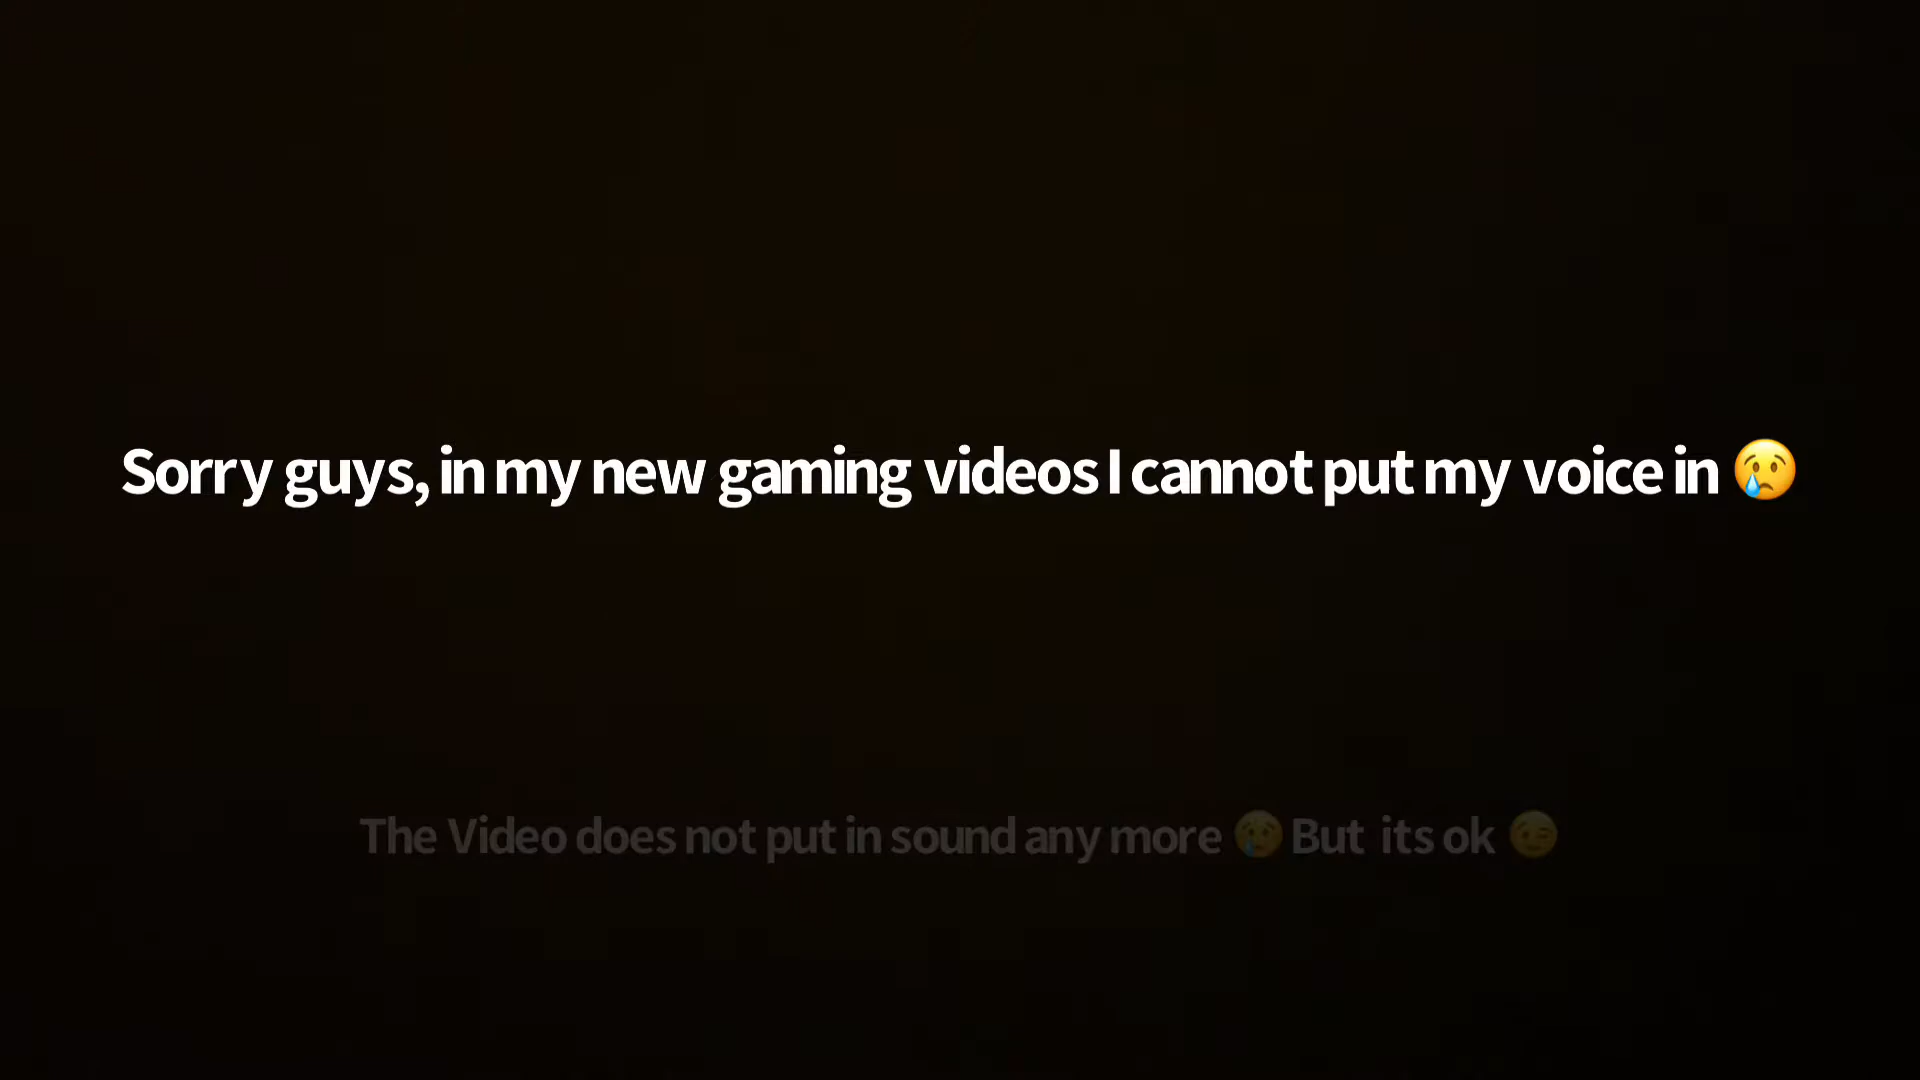 Sorry guys, in my new gaming videos I cannot put my voice in 😢
The Video does not put in sound any more 😢 But  its ok 😉